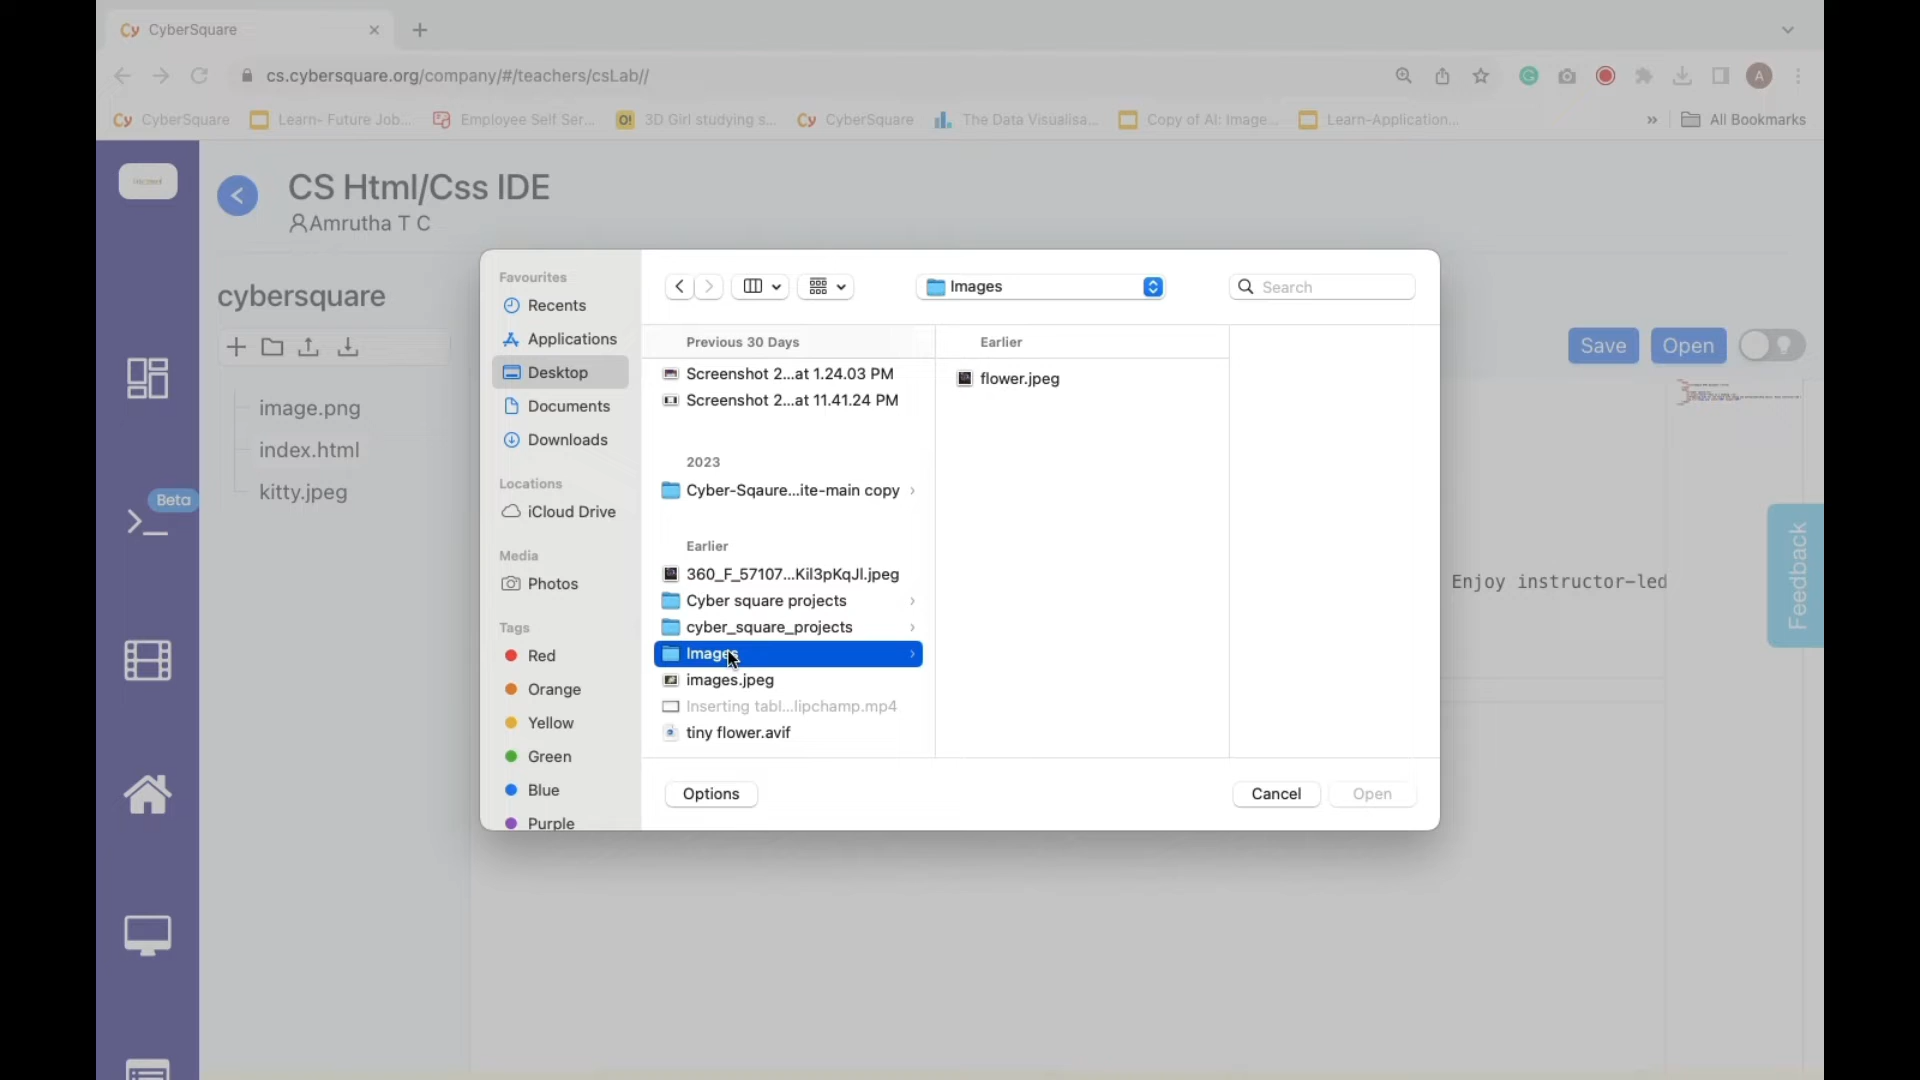 CyberSquare
cs.cybersquare.org/company/#/teachers/csLab//
A
CyberSquare
Learn- Future Job...
Employee Self Ser...
O!
3D Girl studying s...
CyberSquare
The Data Visualisa...
Copy of AI: Image...
Learn-Application...
»
All Bookmarks
CS Html/Css IDE
Amrutha T C
cybersquare
image.png
index.html
kitty.jpeg
Beta
Save
Open
Enjoy instructor-led
Feedback
Favourites
Recents
Applications
Desktop
Documents
Downloads
Locations
iCloud Drive
Media
Photos
Tags
Red
Orange
Yellow
Green
Blue
Purple
Images
Search
Previous 30 Days
Screenshot 2...at 1.24.03 PM
Screenshot 2...at 11.41.24 PM
2023
Cyber-Sqaure...ite-main copy
Earlier
360_F_57107...Kil3pKqJl.jpeg
Cyber square projects
cyber_square_projects
Images
images.jpeg
Inserting tabl...lipchamp.mp4
tiny flower.avif
Earlier
flower.jpeg
Options
Cancel
Open